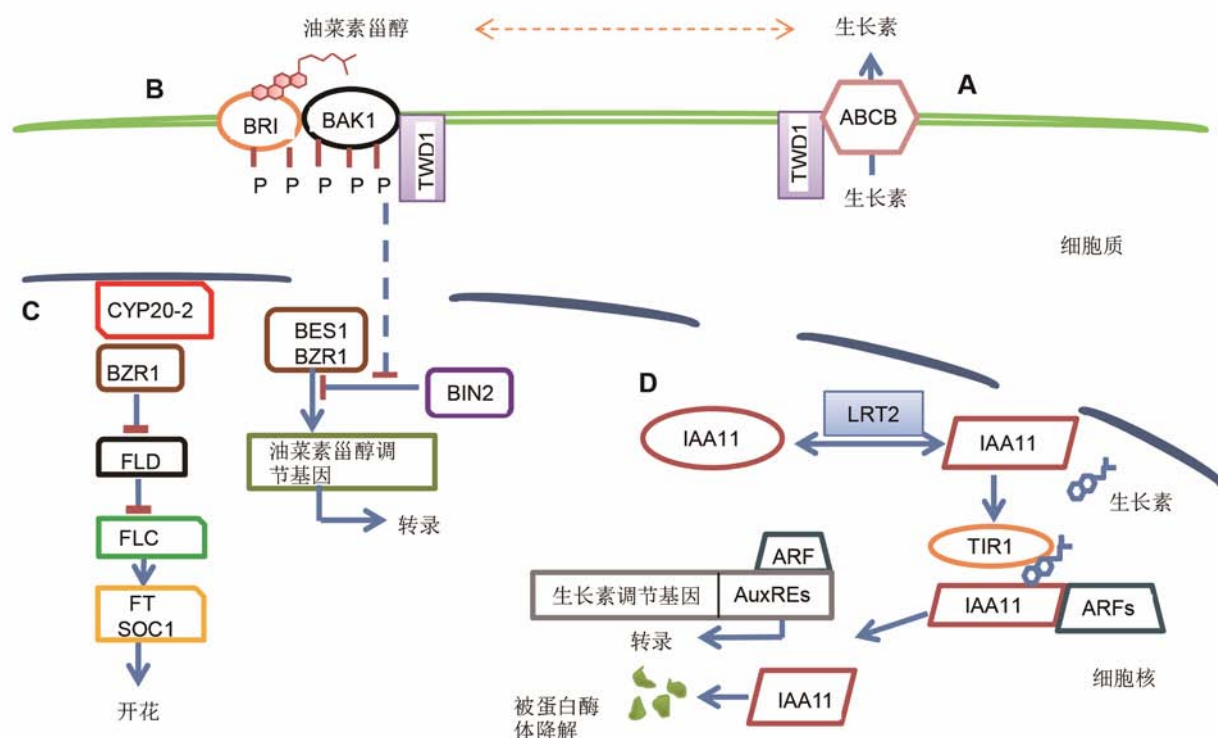 油菜素甾醇
生长素
B
A
BRI
BAK1
TWD1
TWD1
ABCB
P P P P P
生长素
细胞质
C
CYP20-2
BZR1
FLD
FLC
FT
SOC1
开花
BES1
BZR1
BIN2
油菜素甾醇调
节基因
转录
D
IAA11
LRT2
IAA11
生长素
TIR1
ARF
生长素调节基因
AuxREs
IAA11
ARFs
转录
细胞核
被蛋白酶
体降解
IAA11